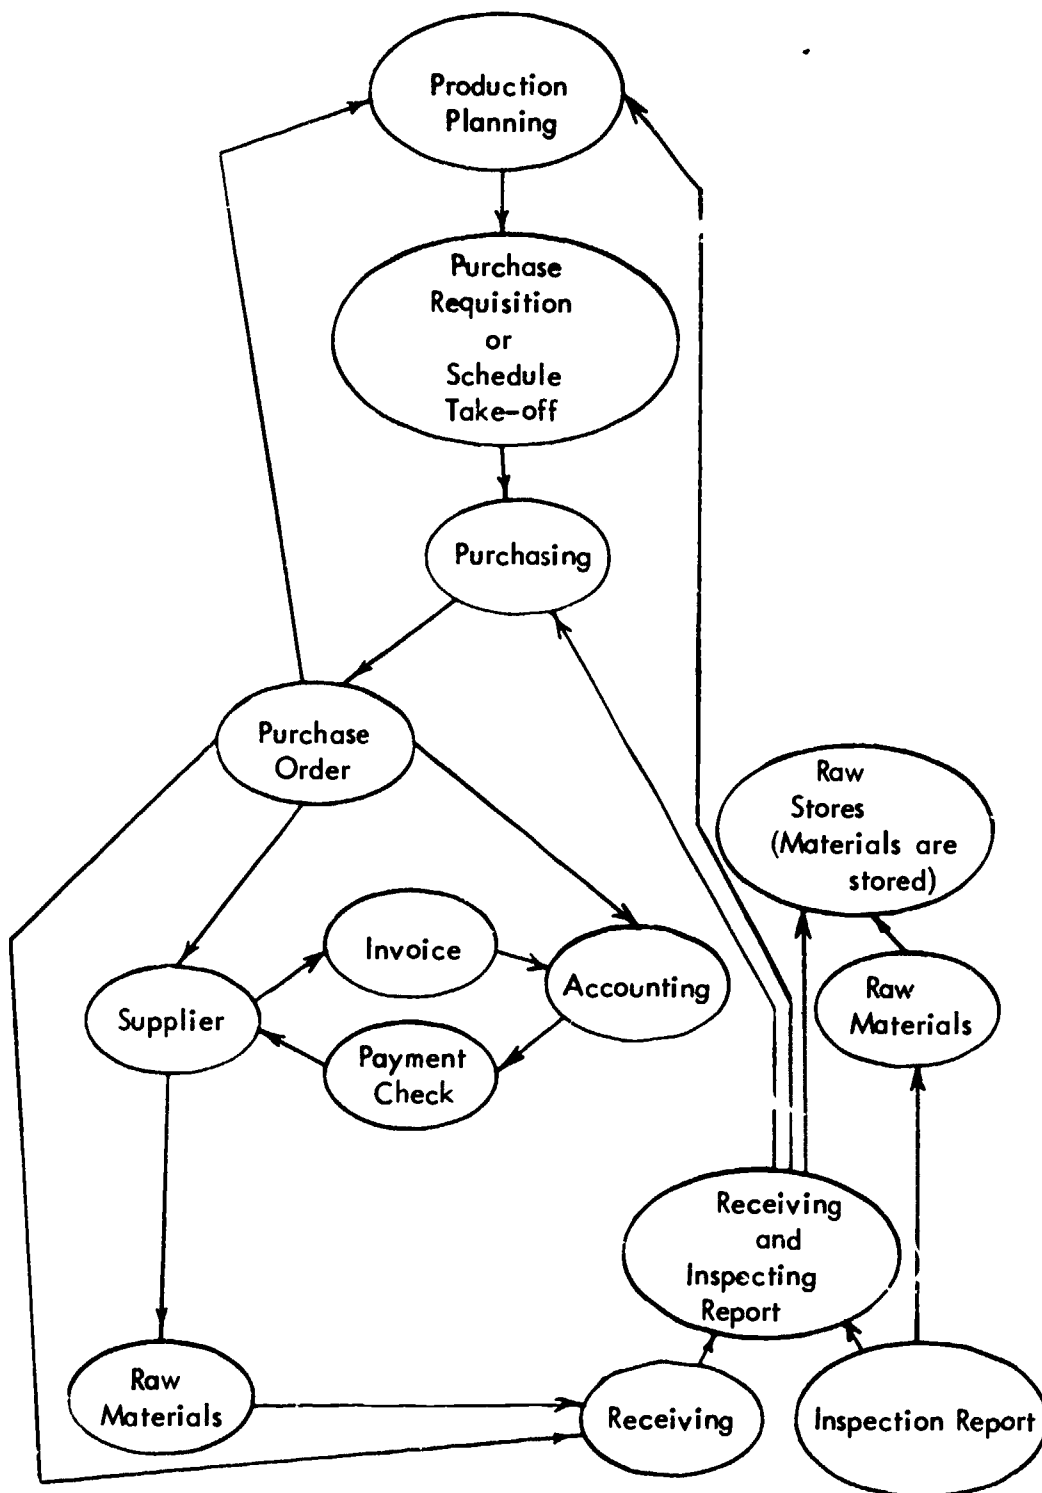 Production
Planning
Purchase
Requisition
or
Schedule
Take-off
Purchasing
Purchase
Order
Raw
Stores
(Materials are
stored)
Invoice
Accounting
Supplier
Payment
Check
Raw
Materials
Receiving
and
Inspecting
Report
Raw
Materials
Receiving
Inspection Report